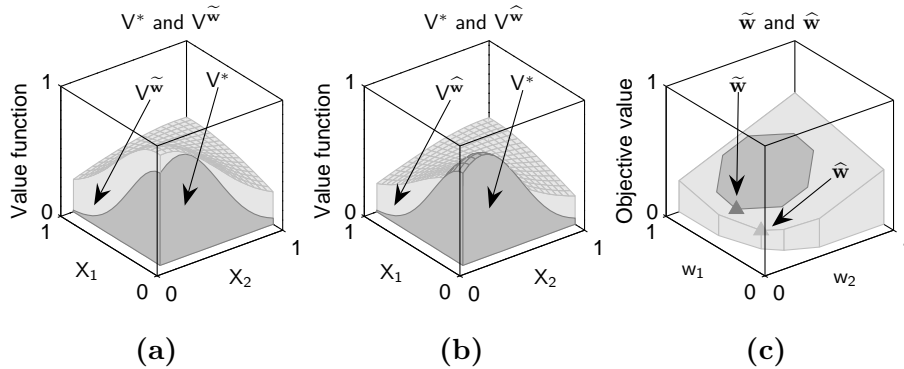 V* and V^w̃
1
V^w̃
V*
Value function
0
1
X₁
0
0
X₂
1
(a)
V* and V^ŵ
1
V^ŵ
V*
Value function
0
1
X₁
0
0
X₂
1
(b)
w̃ and ŵ
1
w̃
ŵ
Objective value
0
1
w₁
0
0
w₂
(c)